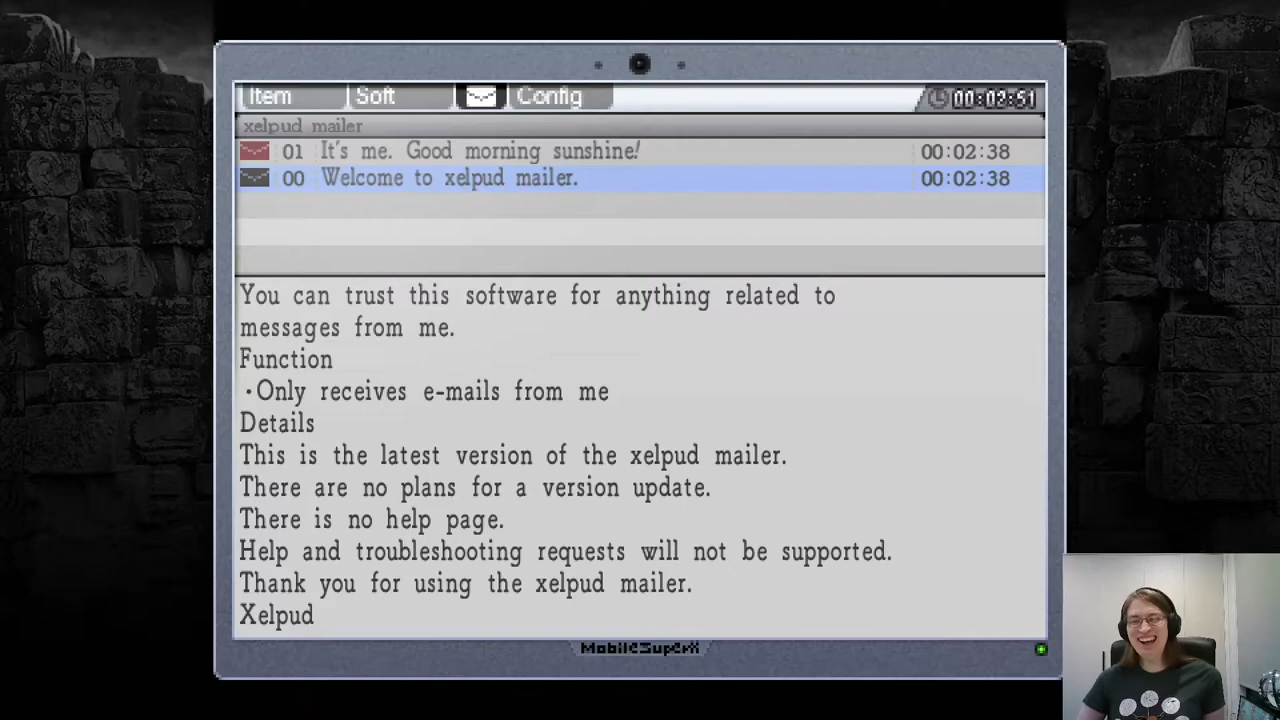 Item Soft Config 00:02:51
xelpud mailer
01 It's me. Good morning sunshine! 00:02:38
00 Welcome to xelpud mailer. 00:02:38
You can trust this software for anything related to
messages from me.
Function
・Only receives e-mails from me
Details
This is the latest version of the xelpud mailer.
There are no plans for a version update.
There is no help page.
Help and troubleshooting requests will not be supported.
Thank you for using the xelpud mailer.
Xelpud
MobileSuperX